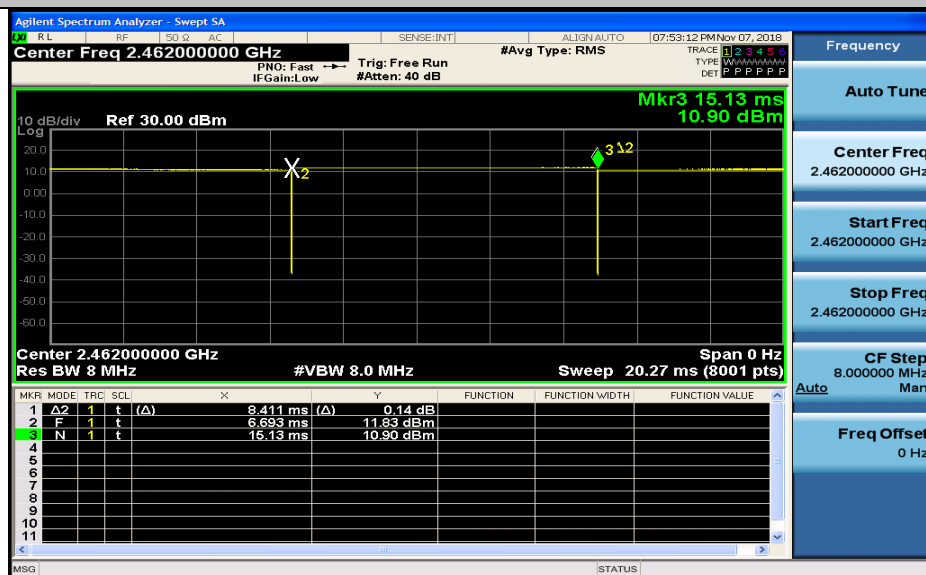 Agilent Spectrum Analyzer - Swept SA
LXI RL RF 50 Ω AC SENSE:INT ALIGN AUTO 07:53:12 PM Nov 07, 2018
Center Freq 2.462000000 GHz #Avg Type: RMS TRACE 1 2 3 4 5 6
PNO: Fast Trig: Free Run TYPE WWWWWW
IFGain:Low #Atten: 40 dB DET P P P P P P
Mkr3 15.13 ms
10 dB/div Ref 30.00 dBm 10.90 dBm
Log
20.0
10.0
0.00
-10.0
-20.0
-30.0
-40.0
-50.0
-60.0
X2
3 1Δ2
Center 2.462000000 GHz Span 0 Hz
Res BW 8 MHz #VBW 8.0 MHz Sweep 20.27 ms (8001 pts)
MKR MODE TRC SCL X Y FUNCTION FUNCTION WIDTH FUNCTION VALUE
1 Δ2 1 t (Δ) 8.411 ms (Δ) 0.14 dB
2 F 1 t 6.693 ms 11.83 dBm
3 N 1 t 15.13 ms 10.90 dBm
4
5
6
7
8
9
10
11
MSG STATUS
Frequency
Auto Tune
Center Freq
2.462000000 GHz
Start Freq
2.462000000 GHz
Stop Freq
2.462000000 GHz
CF Step
8.000000 MHz
Auto Man
Freq Offset
0 Hz